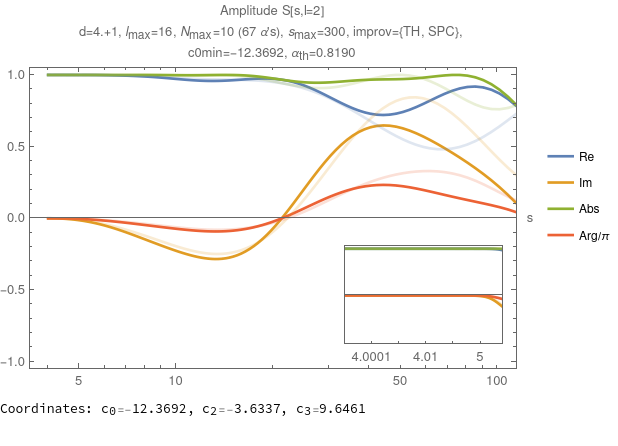 Amplitude S[s,l=2]
d=4.+1, lmax=16, Nmax=10 (67 α's), smax=300, improv={TH, SPC},
c0min=−12.3692, αth=0.8190
1.0
0.5
0.0
−0.5
−1.0
s
Re
Im
Abs
Arg/π
4.0001 4.01 5
5 10 50 100
Coordinates: c0=-12.3692, c2=-3.6337, c3=9.6461